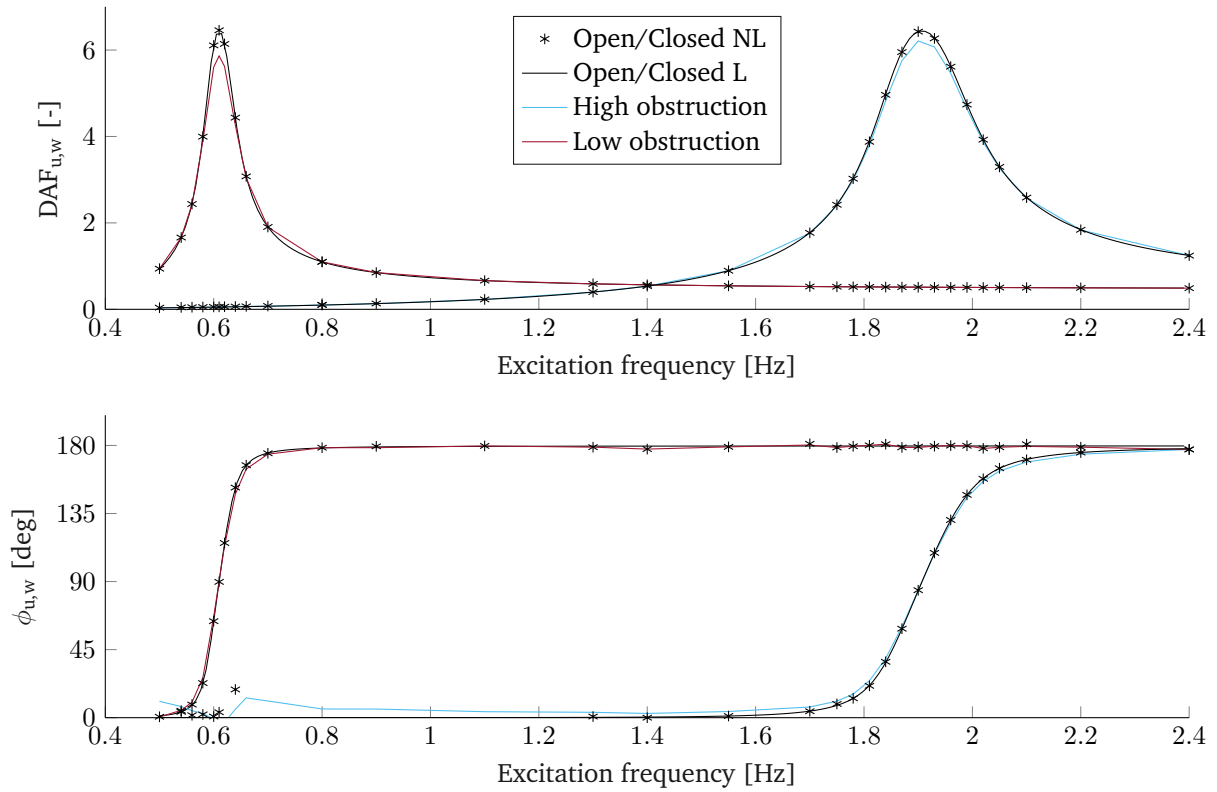 DAFu,w [-]
6
4
2
0
Open/Closed NL
Open/Closed L
High obstruction
Low obstruction
0.4 0.6 0.8 1 1.2 1.4 1.6 1.8 2 2.2 2.4
Excitation frequency [Hz]
ϕu,w [deg]
180
135
90
45
0
0.4 0.6 0.8 1 1.2 1.4 1.6 1.8 2 2.2 2.4
Excitation frequency [Hz]